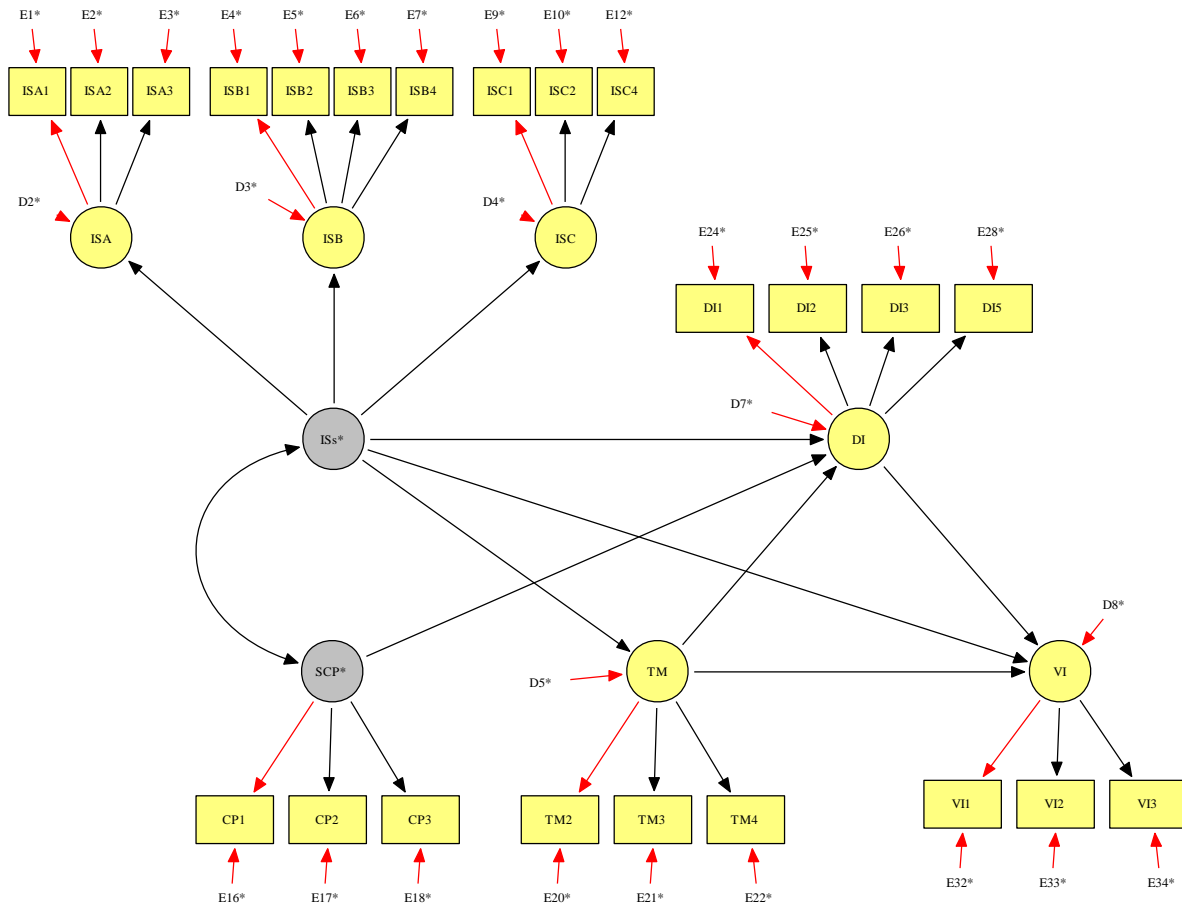 E1* E2* E3* E4* E5* E6* E7* E9* E10* E12*
ISA1 ISA2 ISA3 ISB1 ISB2 ISB3 ISB4 ISC1 ISC2 ISC4
D2* D3* D4*
ISA ISB ISC
E24* E25* E26* E28*
DI1 DI2 DI3 DI5
D7*
ISs* DI
D8*
SCP* TM VI
D5*
VI1 VI2 VI3
CP1 CP2 CP3 TM2 TM3 TM4
E32* E33* E34*
E16* E17* E18* E20* E21* E22*